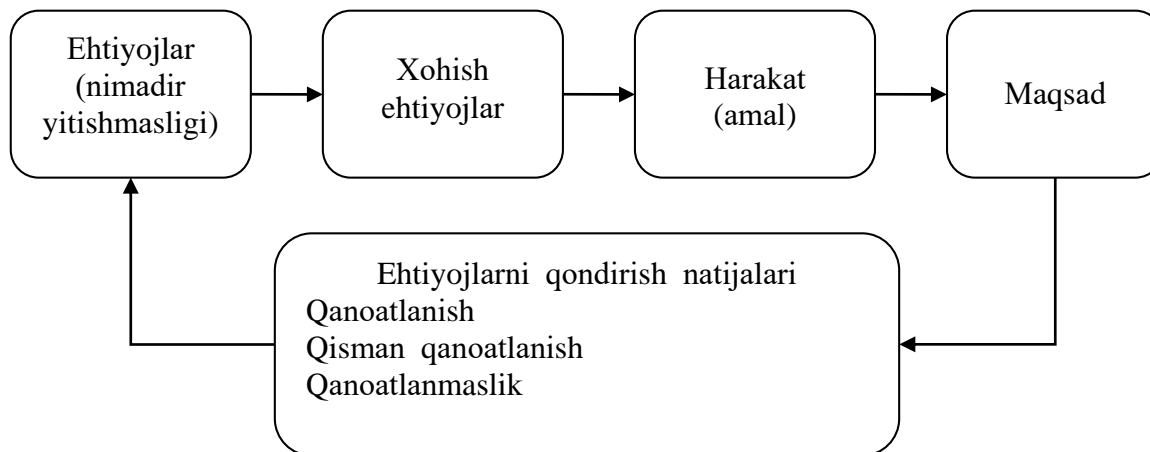 Ehtiyojlar
(nimadir
yitishmasligi)
Xohish
ehtiyojlar
Harakat
(amal)
Maqsad
Ehtiyojlarni qondirish natijalari
Qanoatlanish
Qisman qanoatlanish
Qanoatlanmaslik